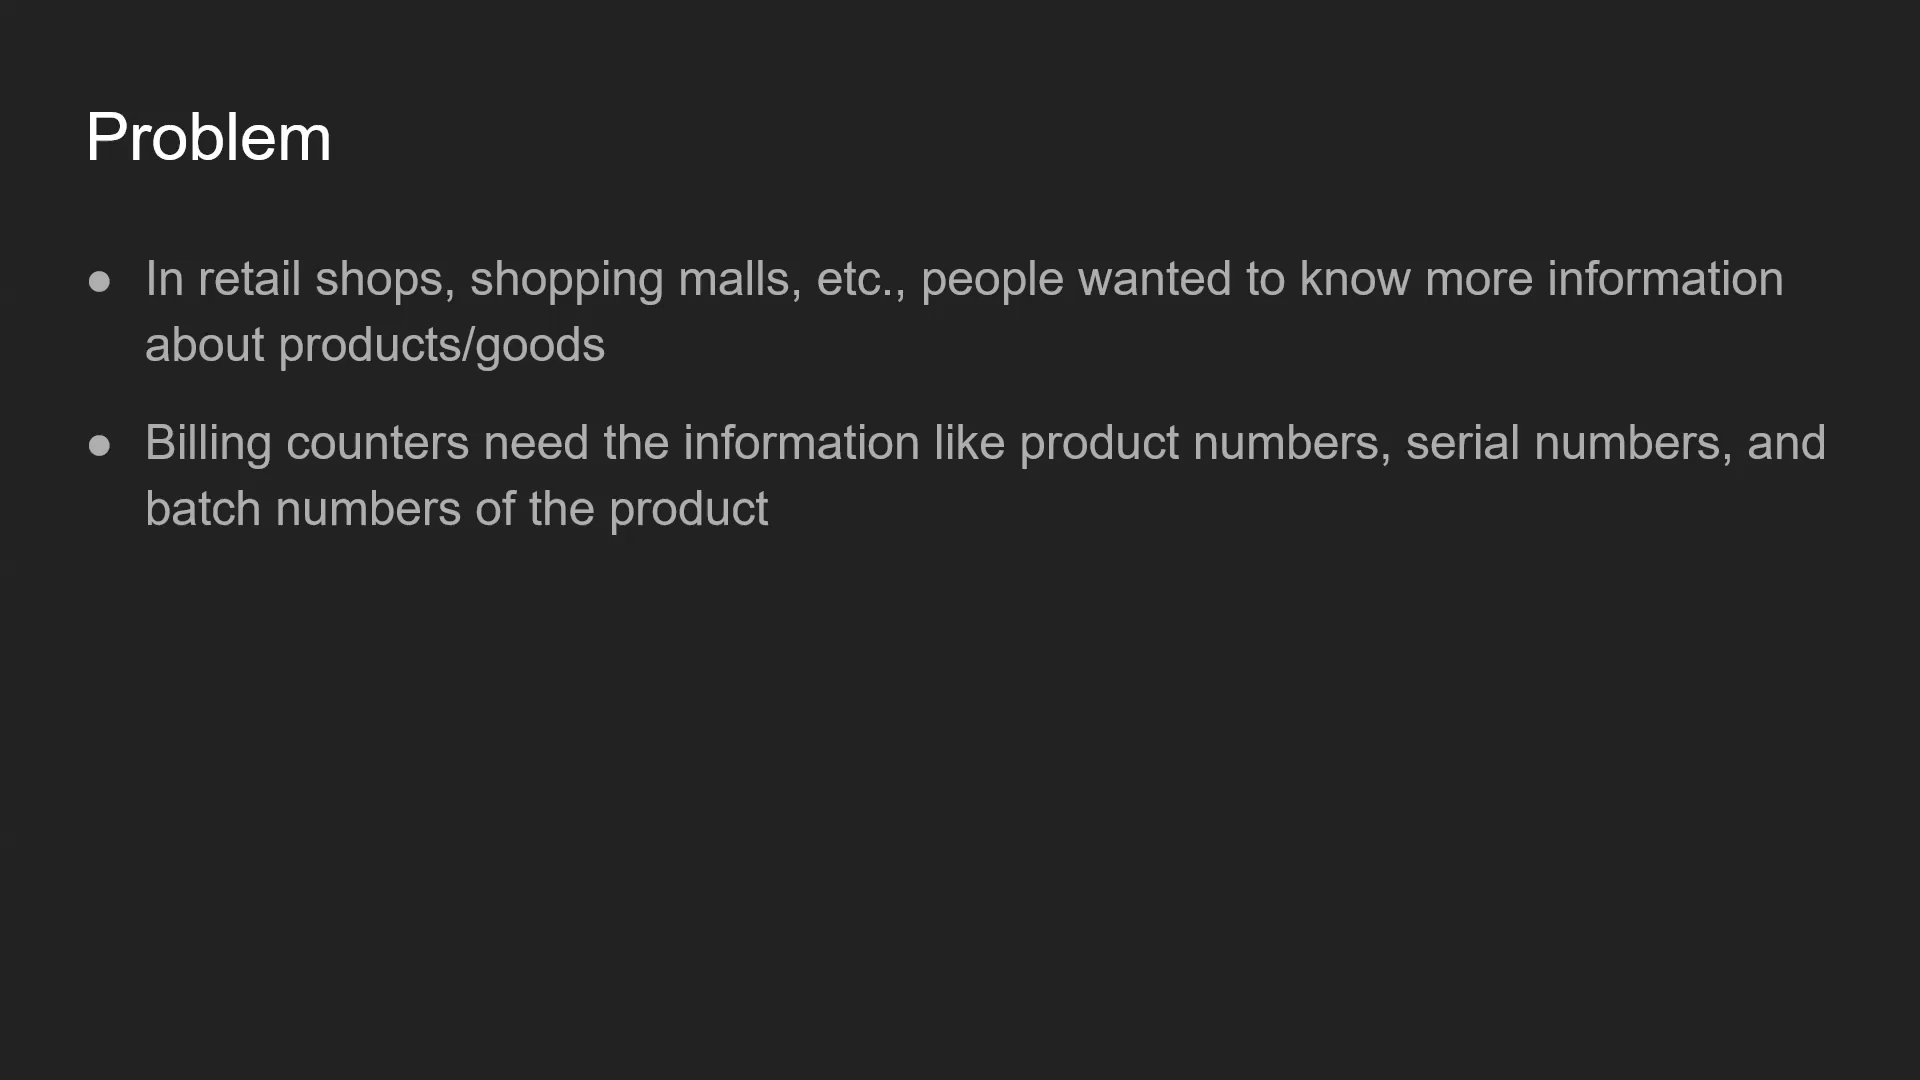 Problem
● In retail shops, shopping malls, etc., people wanted to know more information
about products/goods
● Billing counters need the information like product numbers, serial numbers, and
batch numbers of the product